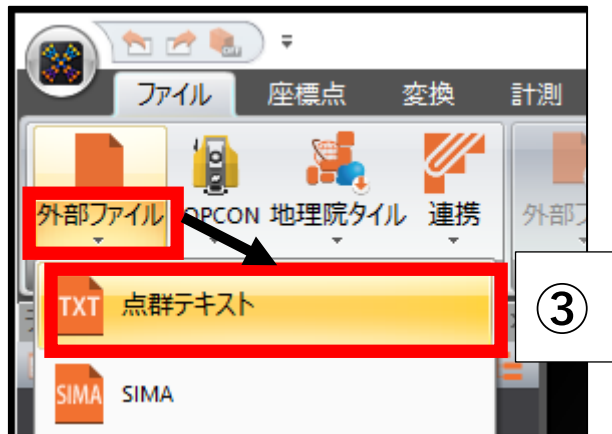 OFF
ファイル 座標点 変換 計測
外部ファイル OPCON 地理院タイル 連携 外部フ
TXT 点群テキスト
③
SIMA SIMA